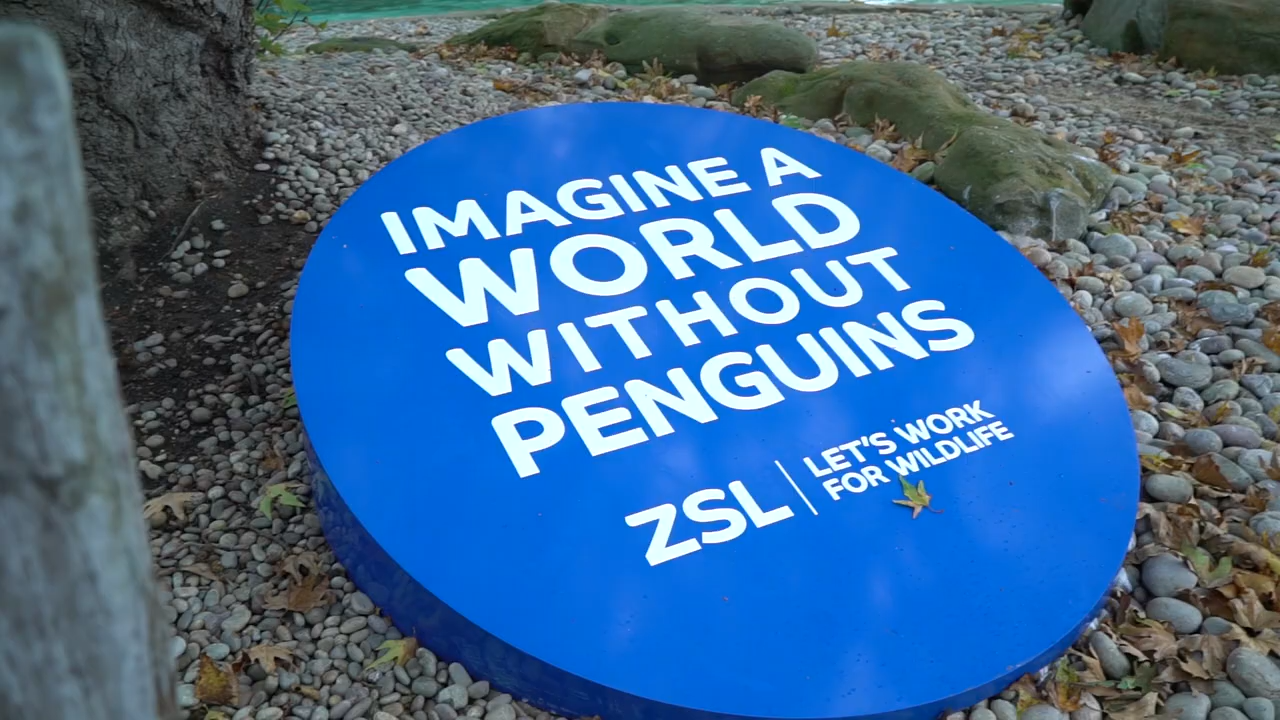 IMAGINE A
WORLD
WITHOUT
PENGUINS
ZSL
LET'S WORK
FOR WILDLIFE